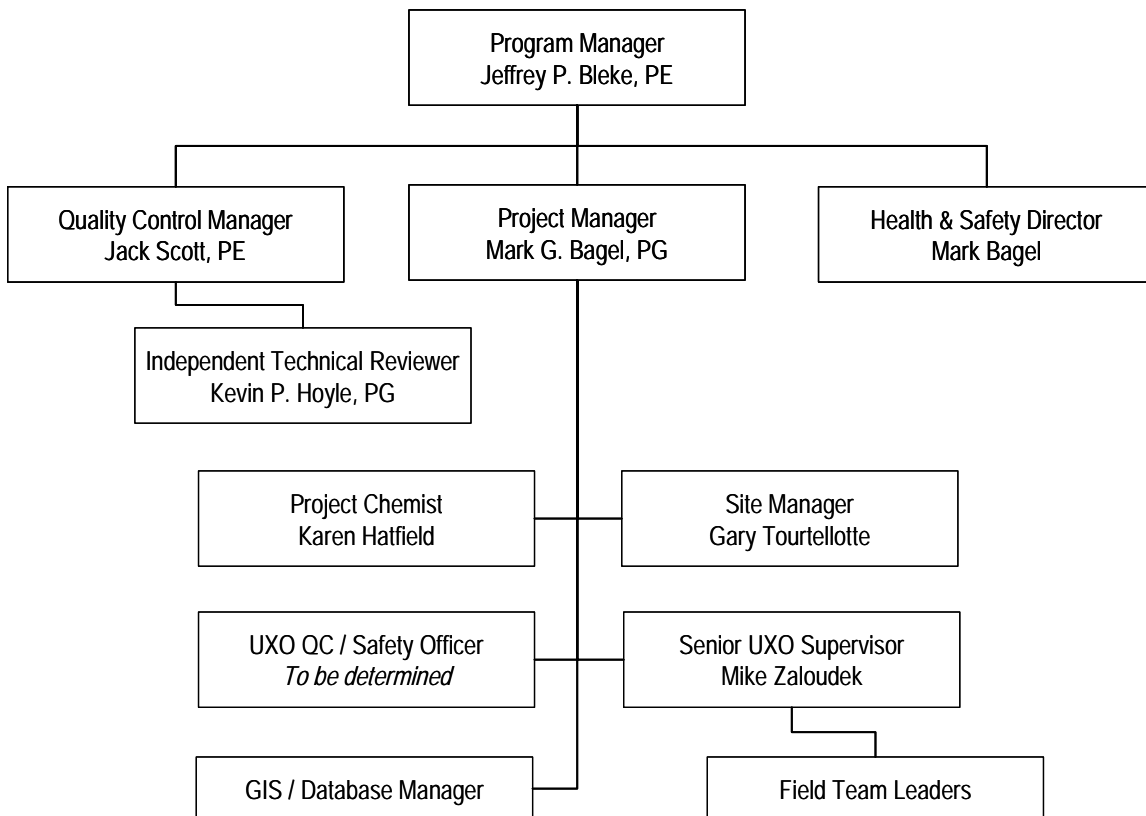 Program Manager
Jeffrey P. Bleke, PE
Quality Control Manager
Jack Scott, PE
Project Manager
Mark G. Bagel, PG
Health & Safety Director
Mark Bagel
Independent Technical Reviewer
Kevin P. Hoyle, PG
Project Chemist
Karen Hatfield
Site Manager
Gary Tourtellotte
UXO QC / Safety Officer
To be determined
Senior UXO Supervisor
Mike Zaloudek
GIS / Database Manager
Field Team Leaders